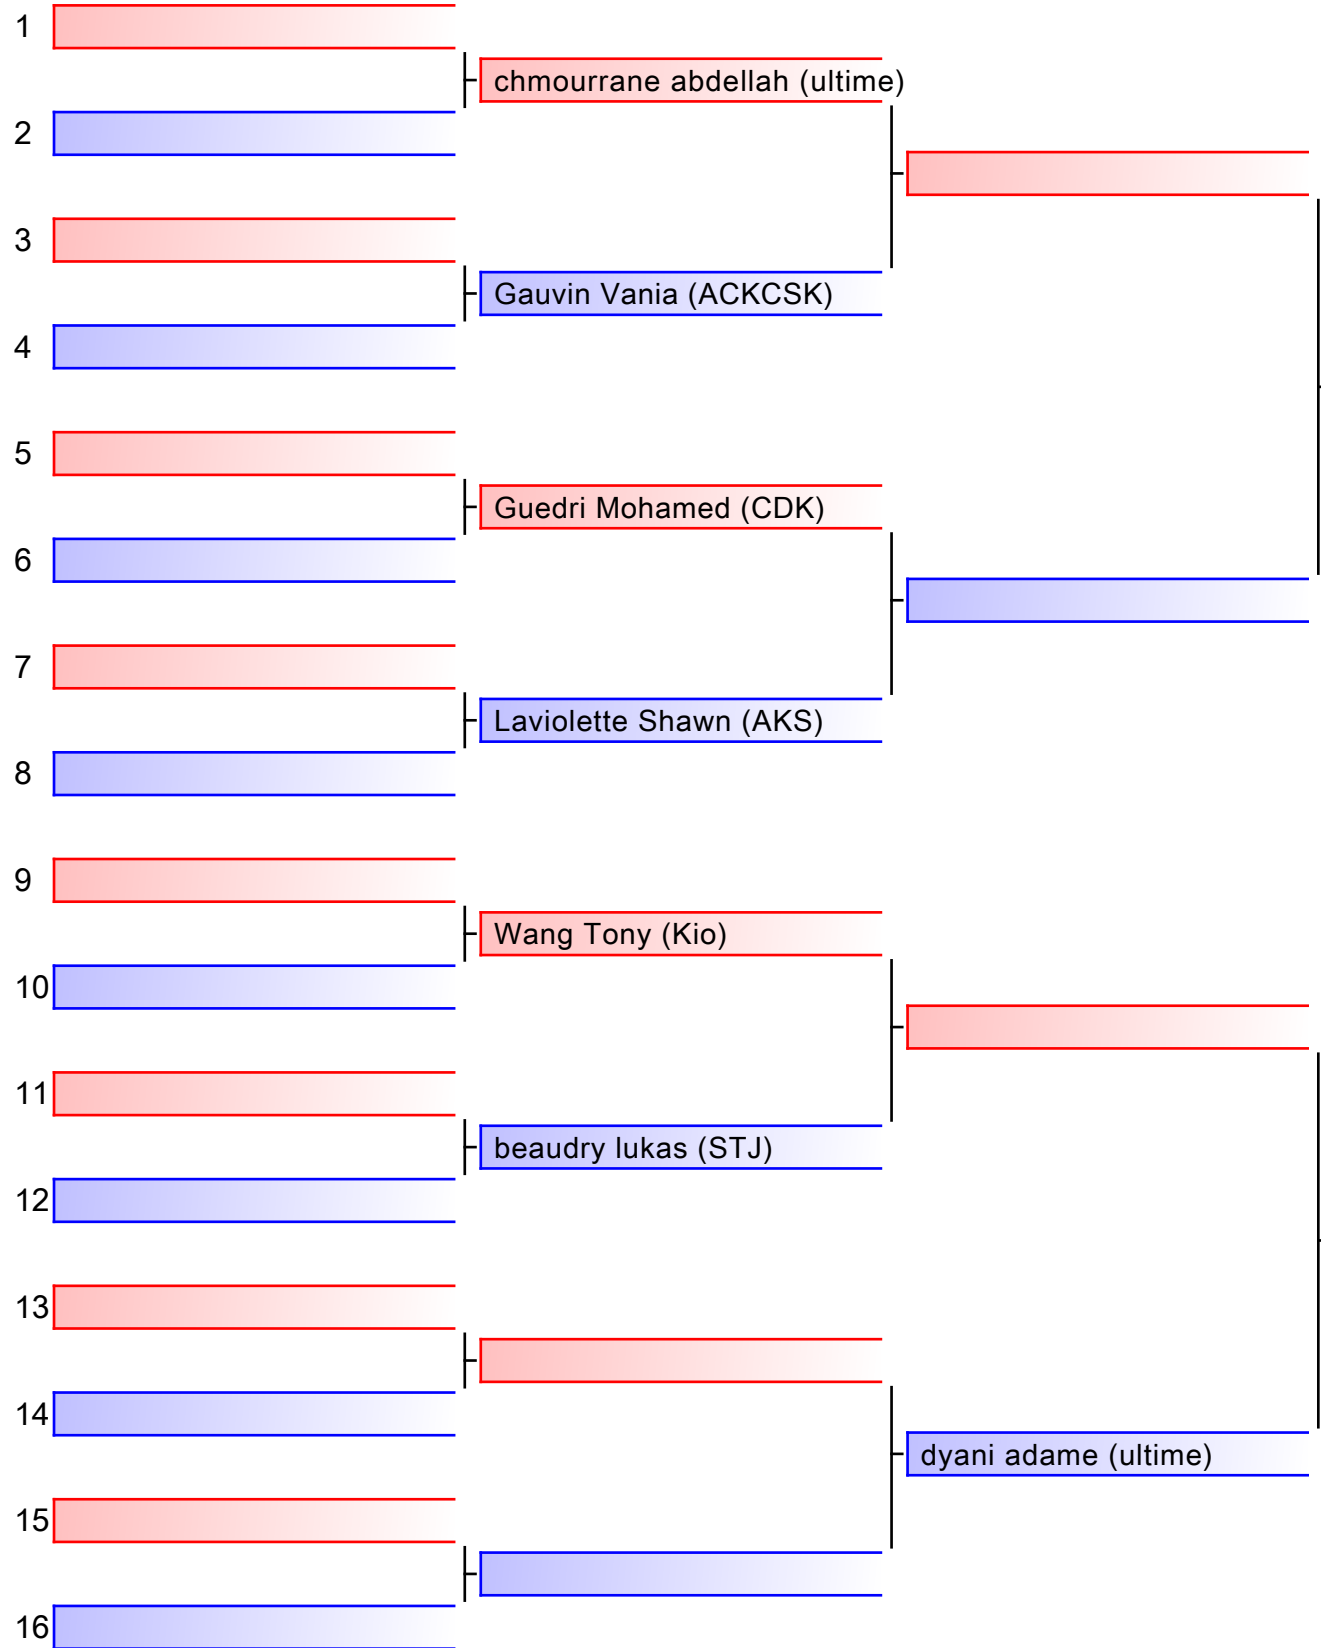 1
chmourrane abdellah (ultime)
2
3
Gauvin Vania (ACKCSK)
4
5
Guedri Mohamed (CDK)
6
7
Laviolette Shawn (AKS)
8
9
Wang Tony (Kio)
10
11
beaudry lukas (STJ)
12
13
14
dyani adame (ultime)
15
16